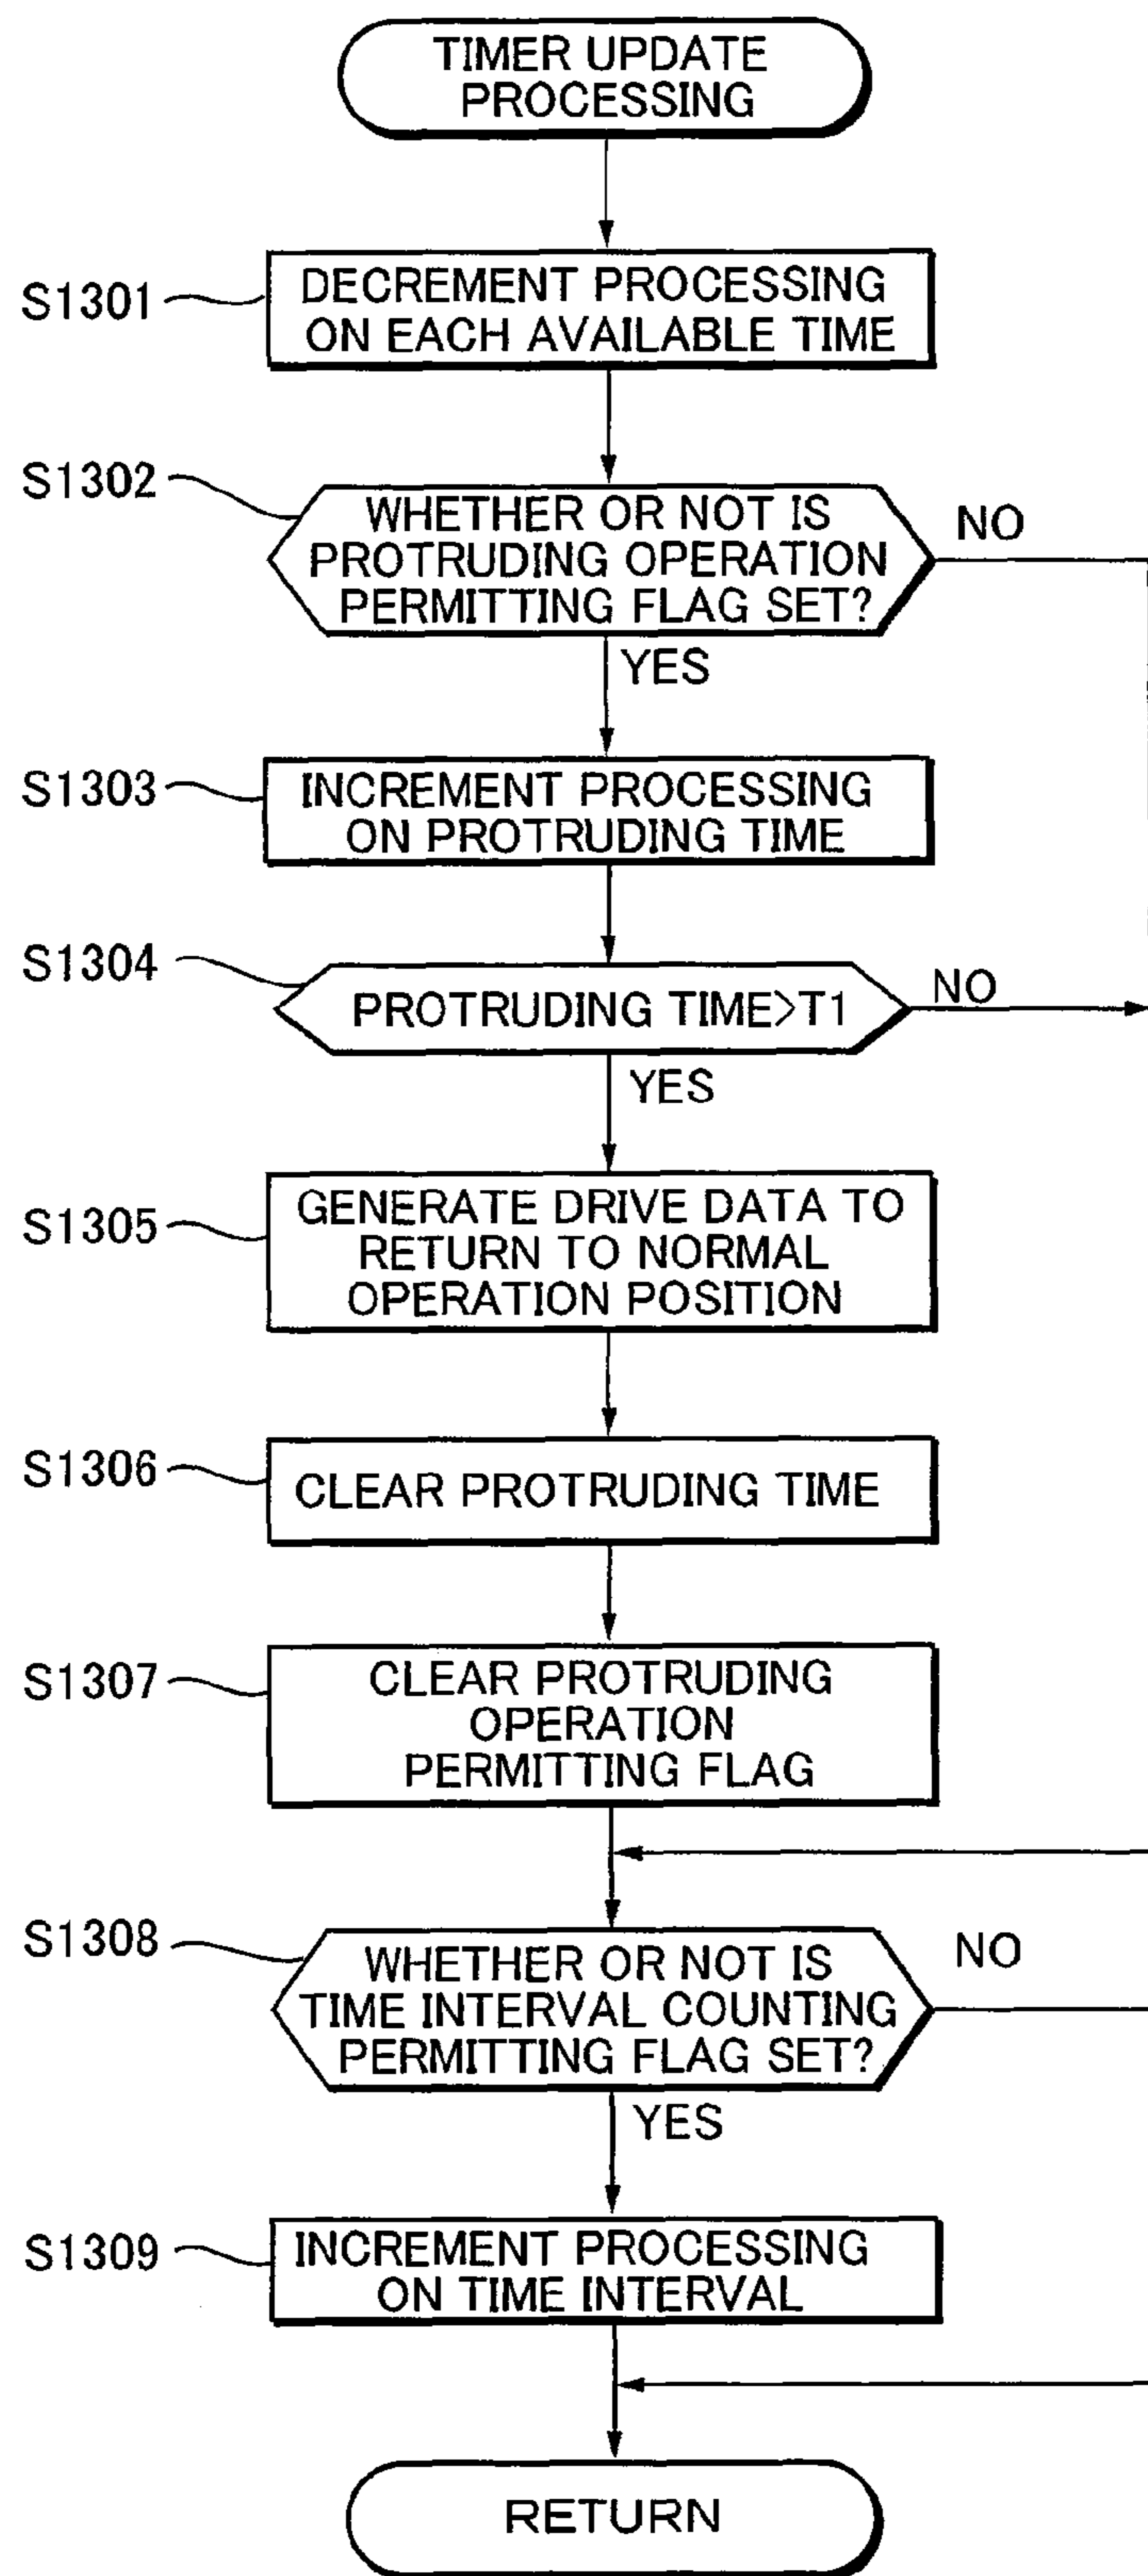 TIMER UPDATE
PROCESSING
S1301
DECREMENT PROCESSING
ON EACH AVAILABLE TIME
S1302
WHETHER OR NOT IS
PROTRUDING OPERATION
PERMITTING FLAG SET?
NO
YES
S1303
INCREMENT PROCESSING
ON PROTRUDING TIME
S1304
PROTRUDING TIME>T1
NO
YES
S1305
GENERATE DRIVE DATA TO
RETURN TO NORMAL
OPERATION POSITION
S1306
CLEAR PROTRUDING TIME
S1307
CLEAR PROTRUDING
OPERATION
PERMITTING FLAG
S1308
WHETHER OR NOT IS
TIME INTERVAL COUNTING
PERMITTING FLAG SET?
NO
YES
S1309
INCREMENT PROCESSING
ON TIME INTERVAL
RETURN